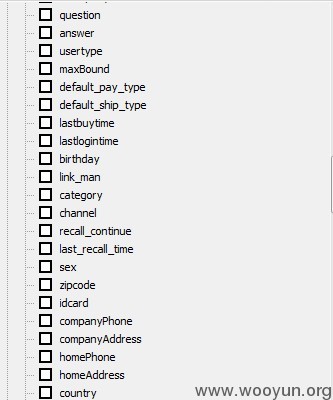 question
answer
usertype
maxBound
default_pay_type
default_ship_type
lastbuytime
lastlogintime
birthday
link_man
category
channel
recall_continue
last_recall_time
sex
zipcode
idcard
companyPhone
companyAddress
homePhone
homeAddress
country
www.wooyun.org